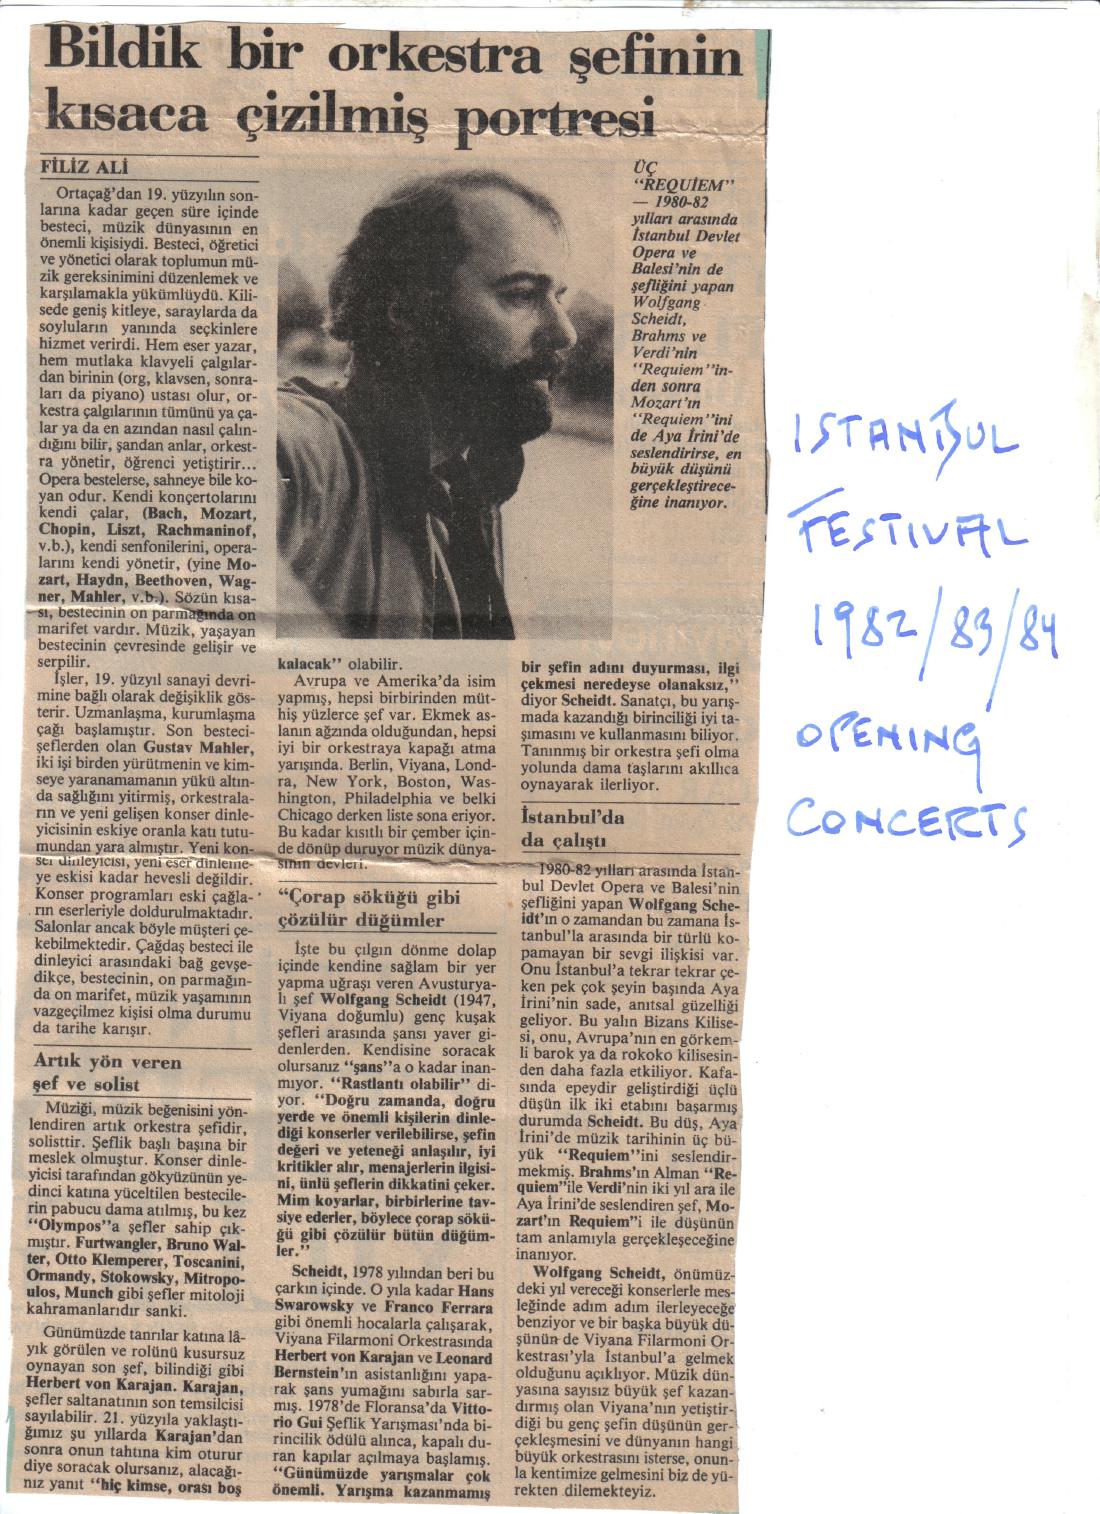 Bildik bir orkestra şefinin
kısaca çizilmiş portresi
FİLİZ ALİ
Ortaçağ'dan 19. yüzyılın son-
larına kadar geçen süre içinde
besteci, müzik dünyasının en
önemli kişisiydi. Besteci, öğretici
ve yönetici olarak toplumun mü-
zik gereksinimini düzenlemek ve
karşılamakla yükümlüydü. Kili-
sede geniş kitleye, saraylarda da
soyluların yanında seçkinlere
hizmet verirdi. Hem eser yazar,
hem mutlaka klavyeli çalgılar-
dan birinin (org, klavsen, sonra-
ları da piyano) ustası olur, or-
kestra çalgılarının tümünü ya ça-
lar ya da en azından nasıl çalın-
dığını bilir, şandan anlar, orkest-
ra yönetir, öğrenci yetiştirir...
Opera bestelerse, sahneye bile ko-
yan odur. Kendi konçertolarını
kendi çalar, (Bach, Mozart,
Chopin, Liszt, Rachmaninof,
v.b.), kendi senfonilerini, opera-
larını kendi yönetir, (yine Mo-
zart, Haydn, Beethoven, Wag-
ner, Mahler, v.b.). Sözün kısa-
sı, bestecinin on parmağında on
marifet vardır. Müzik, yaşayan
bestecinin çevresinde gelişir ve
serpilir.
İşler, 19. yüzyıl sanayi devri-
mine bağlı olarak değişiklik gös-
terir. Uzmanlaşma, kurumlaşma
çağı başlamıştır. Son besteci-
şeflerden olan Gustav Mahler,
iki işi birden yürütmenin ve kim-
seye yaranamamanın yükü altın-
da sağlığını yitirmiş, orkestrala-
rın ve yeni gelişen konser dinle-
yicisinin eskiye oranla katı tutu-
mundan yara almıştır. Yeni kon-
ser dinleyicisi, yeni eser dinleme-
ye eskisi kadar hevesli değildir.
Konser programları eski çağla-
rın eserleriyle doldurulmaktadır.
Salonlar ancak böyle müşteri çe-
kebilmektedir. Çağdaş besteci ile
dinleyici arasındaki bağ gevşe-
dikçe, bestecinin, on parmağın-
da on marifet, müzik yaşamının
vazgeçilmez kişisi olma durumu
da tarihe karışır.
Artık yön veren
şef ve solist
Müziği, müzik beğenisini yön-
lendiren artık orkestra şefidir,
solisttir. Şeflik başlı başına bir
meslek olmuştur. Konser dinle-
yicisi tarafından gökyüzünün ye-
dinci katına yüceltilen bestecile-
rin pabucu dama atılmış, bu kez
"Olympos"a şefler sahip çık-
mıştır. Furtwangler, Bruno Wal-
ter, Otto Klemperer, Toscanini,
Ormandy, Stokowsky, Mitropo-
ulos, Munch gibi şefler mitoloji
kahramanlarıdır sanki.
Günümüzde tanrılar katına lâ-
yık görülen ve rolünü kusursuz
oynayan son şef, bilindiği gibi
Herbert von Karajan. Karajan,
şefler saltanatının son temsilcisi
sayılabilir. 21. yüzyıla yaklaştı-
ğımız şu yıllarda Karajan'dan
sonra onun tahtına kim oturur
diye soracak olursanız, alacağı-
nız yanıt "hiç kimse, orası boş
kalacak" olabilir.
Avrupa ve Amerika'da isim
yapmış, hepsi birbirinden müt-
hiş yüzlerce şef var. Ekmek as-
lanın ağzında olduğundan, hepsi
iyi bir orkestraya kapağı atma
yarışında. Berlin, Viyana, Lond-
ra, New York, Boston, Was-
hington, Philadelphia ve belki
Chicago derken liste sona eriyor.
Bu kadar kısıtlı bir çember için-
de dönüp duruyor müzik dünya-
sının devleri.
"Çorap söküğü gibi
çözülür düğümler
İşte bu çılgın dönme dolap
içinde kendine sağlam bir yer
yapma uğraşı veren Avusturya-
lı şef Wolfgang Scheidt (1947,
Viyana doğumlu) genç kuşak
şefleri arasında şansı yaver gi-
denlerden. Kendisine soracak
olursanız "şans"a o kadar inan-
mıyor. "Rastlantı olabilir" di-
yor. "Doğru zamanda, doğru
yerde ve önemli kişilerin dinle-
diği konserler verilebilirse, şefin
değeri ve yeteneği anlaşılır, iyi
kritikler alır, menajerlerin ilgisi-
ni, ünlü şeflerin dikkatini çeker.
Mim koyarlar, birbirlerine tav-
siye ederler, böylece çorap sökü-
ğü gibi çözülür bütün düğüm-
ler."
Scheidt, 1978 yılından beri bu
çarkın içinde. O yıla kadar Hans
Swarowsky ve Franco Ferrara
gibi önemli hocalarla çalışarak,
Viyana Filarmoni Orkestrasında
Herbert von Karajan ve Leonard
Bernstein'ın asistanlığını yapa-
rak şans yumağını sabırla sar-
mış. 1978'de Floransa'da Vitto-
rio Gui Şeflik Yarışması'nda bi-
rincilik ödülü alınca, kapalı du-
ran kapılar açılmaya başlamış.
"Günümüzde yarışmalar çok
önemli. Yarışma kazanmamış
bir şefin adını duyurması, ilgi
çekmesi neredeyse olanaksız,"
diyor Scheidt. Sanatçı, bu yarış-
mada kazandığı birinciliği iyi ta-
şımasını ve kullanmasını biliyor.
Tanınmış bir orkestra şefi olma
yolunda dama taşlarını akıllıca
oynayarak ilerliyor.
İstanbul'da
da çalıştı
1980-82 yılları arasında İstan-
bul Devlet Opera ve Balesi'nin
şefliğini yapan Wolfgang Sche-
idt'ın o zamandan bu zamana İs-
tanbul'la arasında bir türlü ko-
pamayan bir sevgi ilişkisi var.
Onu İstanbul'a tekrar tekrar çe-
ken pek çok şeyin başında Aya
İrini'nin sade, anıtsal güzelliği
geliyor. Bu yalın Bizans Kilise-
si, onu, Avrupa'nın en görkem-
li barok ya da rokoko kilisesin-
den daha fazla etkiliyor. Kafa-
sında epeydir geliştirdiği üçlü
düşün ilk iki etabını başarmış
durumda Scheidt. Bu düş, Aya
İrini'de müzik tarihinin üç bü-
yük "Requiem"ini seslendir-
mekmiş. Brahms'ın Alman "Re-
quiem"ile Verdi'nin iki yıl ara ile
Aya İrini'de seslendiren şef, Mo-
zart'ın Requiem"i ile düşünün
tam anlamıyla gerçekleşeceğine
inanıyor.
Wolfgang Scheidt, önümüz-
deki yıl vereceği konserlerle mes-
leğinde adım adım ilerleyeceğe
benziyor ve bir başka büyük dü-
şünün de Viyana Filarmoni Or-
kestrası'yla İstanbul'a gelmek
olduğunu açıklıyor. Müzik dün-
yasına sayısız büyük şef kazan-
dırmış olan Viyana'nın yetiştir-
diği bu genç şefin düşünün ger-
çekleşmesini ve dünyanın hangi
büyük orkestrasını isterse, onun-
la kentimize gelmesini biz de yü-
rekten dilemekteyiz.
ÜÇ
"REQUİEM"
— 1980-82
yılları arasında
İstanbul Devlet
Opera ve
Balesi'nin de
şefliğini yapan
Wolfgang
Scheidt,
Brahms ve
Verdi'nin
"Requiem"in-
den sonra
Mozart'ın
"Requiem"ini
de Aya İrini'de
seslendirirse, en
büyük düşünü
gerçekleştirece-
ğine inanıyor.
ISTANBUL
FESTIVAL
1982/83/84
OPENING
CONCERTS